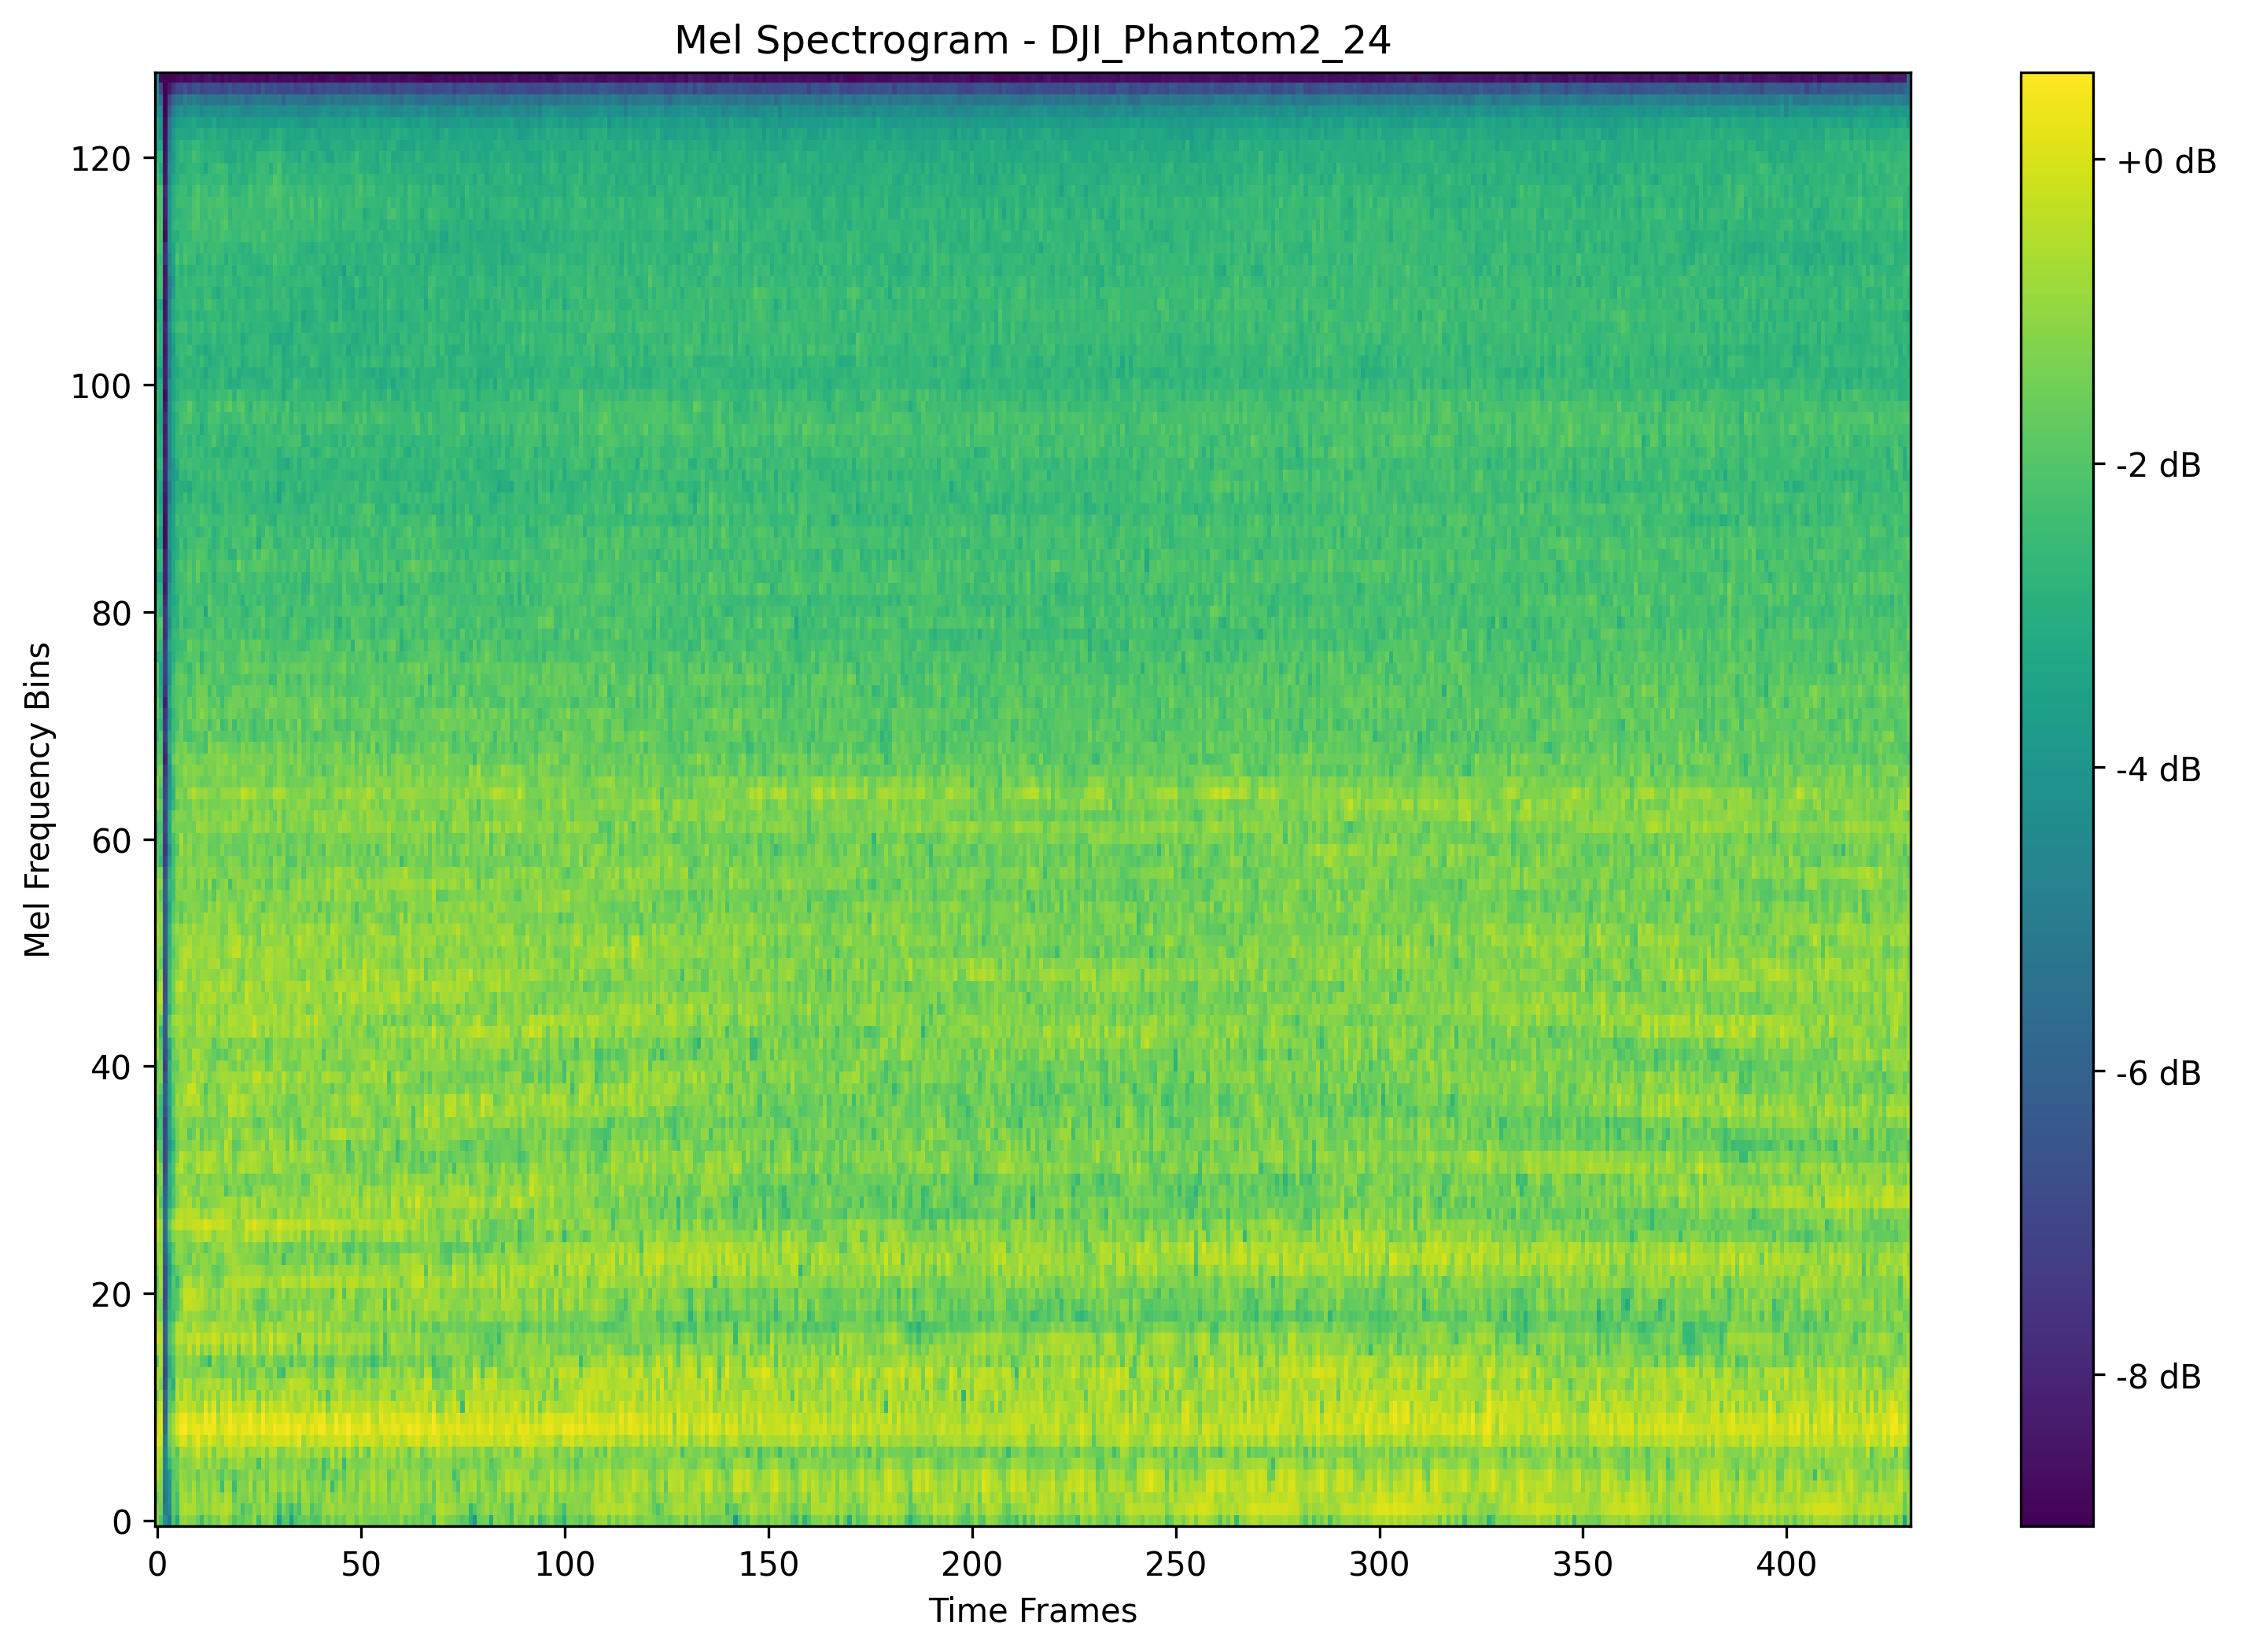 Mel Spectrogram - DJI_Phantom2_24
Mel Frequency Bins
120
100
80
60
40
20
0
0 50 100 150 200 250 300 350 400
Time Frames
+0 dB
-2 dB
-4 dB
-6 dB
-8 dB